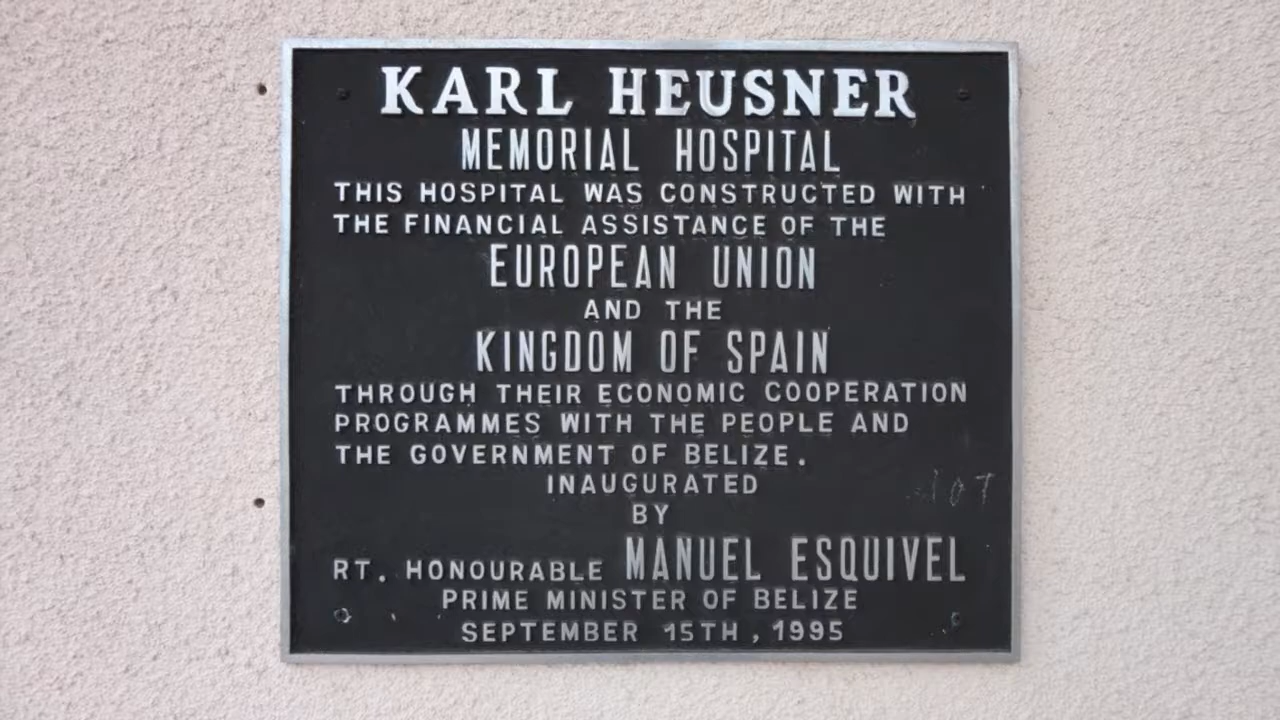 KARL HEUSNER
MEMORIAL HOSPITAL
THIS HOSPITAL WAS CONSTRUCTED WITH
THE FINANCIAL ASSISTANCE OF THE
EUROPEAN UNION
AND THE
KINGDOM OF SPAIN
THROUGH THEIR ECONOMIC COOPERATION
PROGRAMMES WITH THE PEOPLE AND
THE GOVERNMENT OF BELIZE.
INAUGURATED
BY
RT. HONOURABLE MANUEL ESQUIVEL
PRIME MINISTER OF BELIZE
SEPTEMBER 15TH, 1995